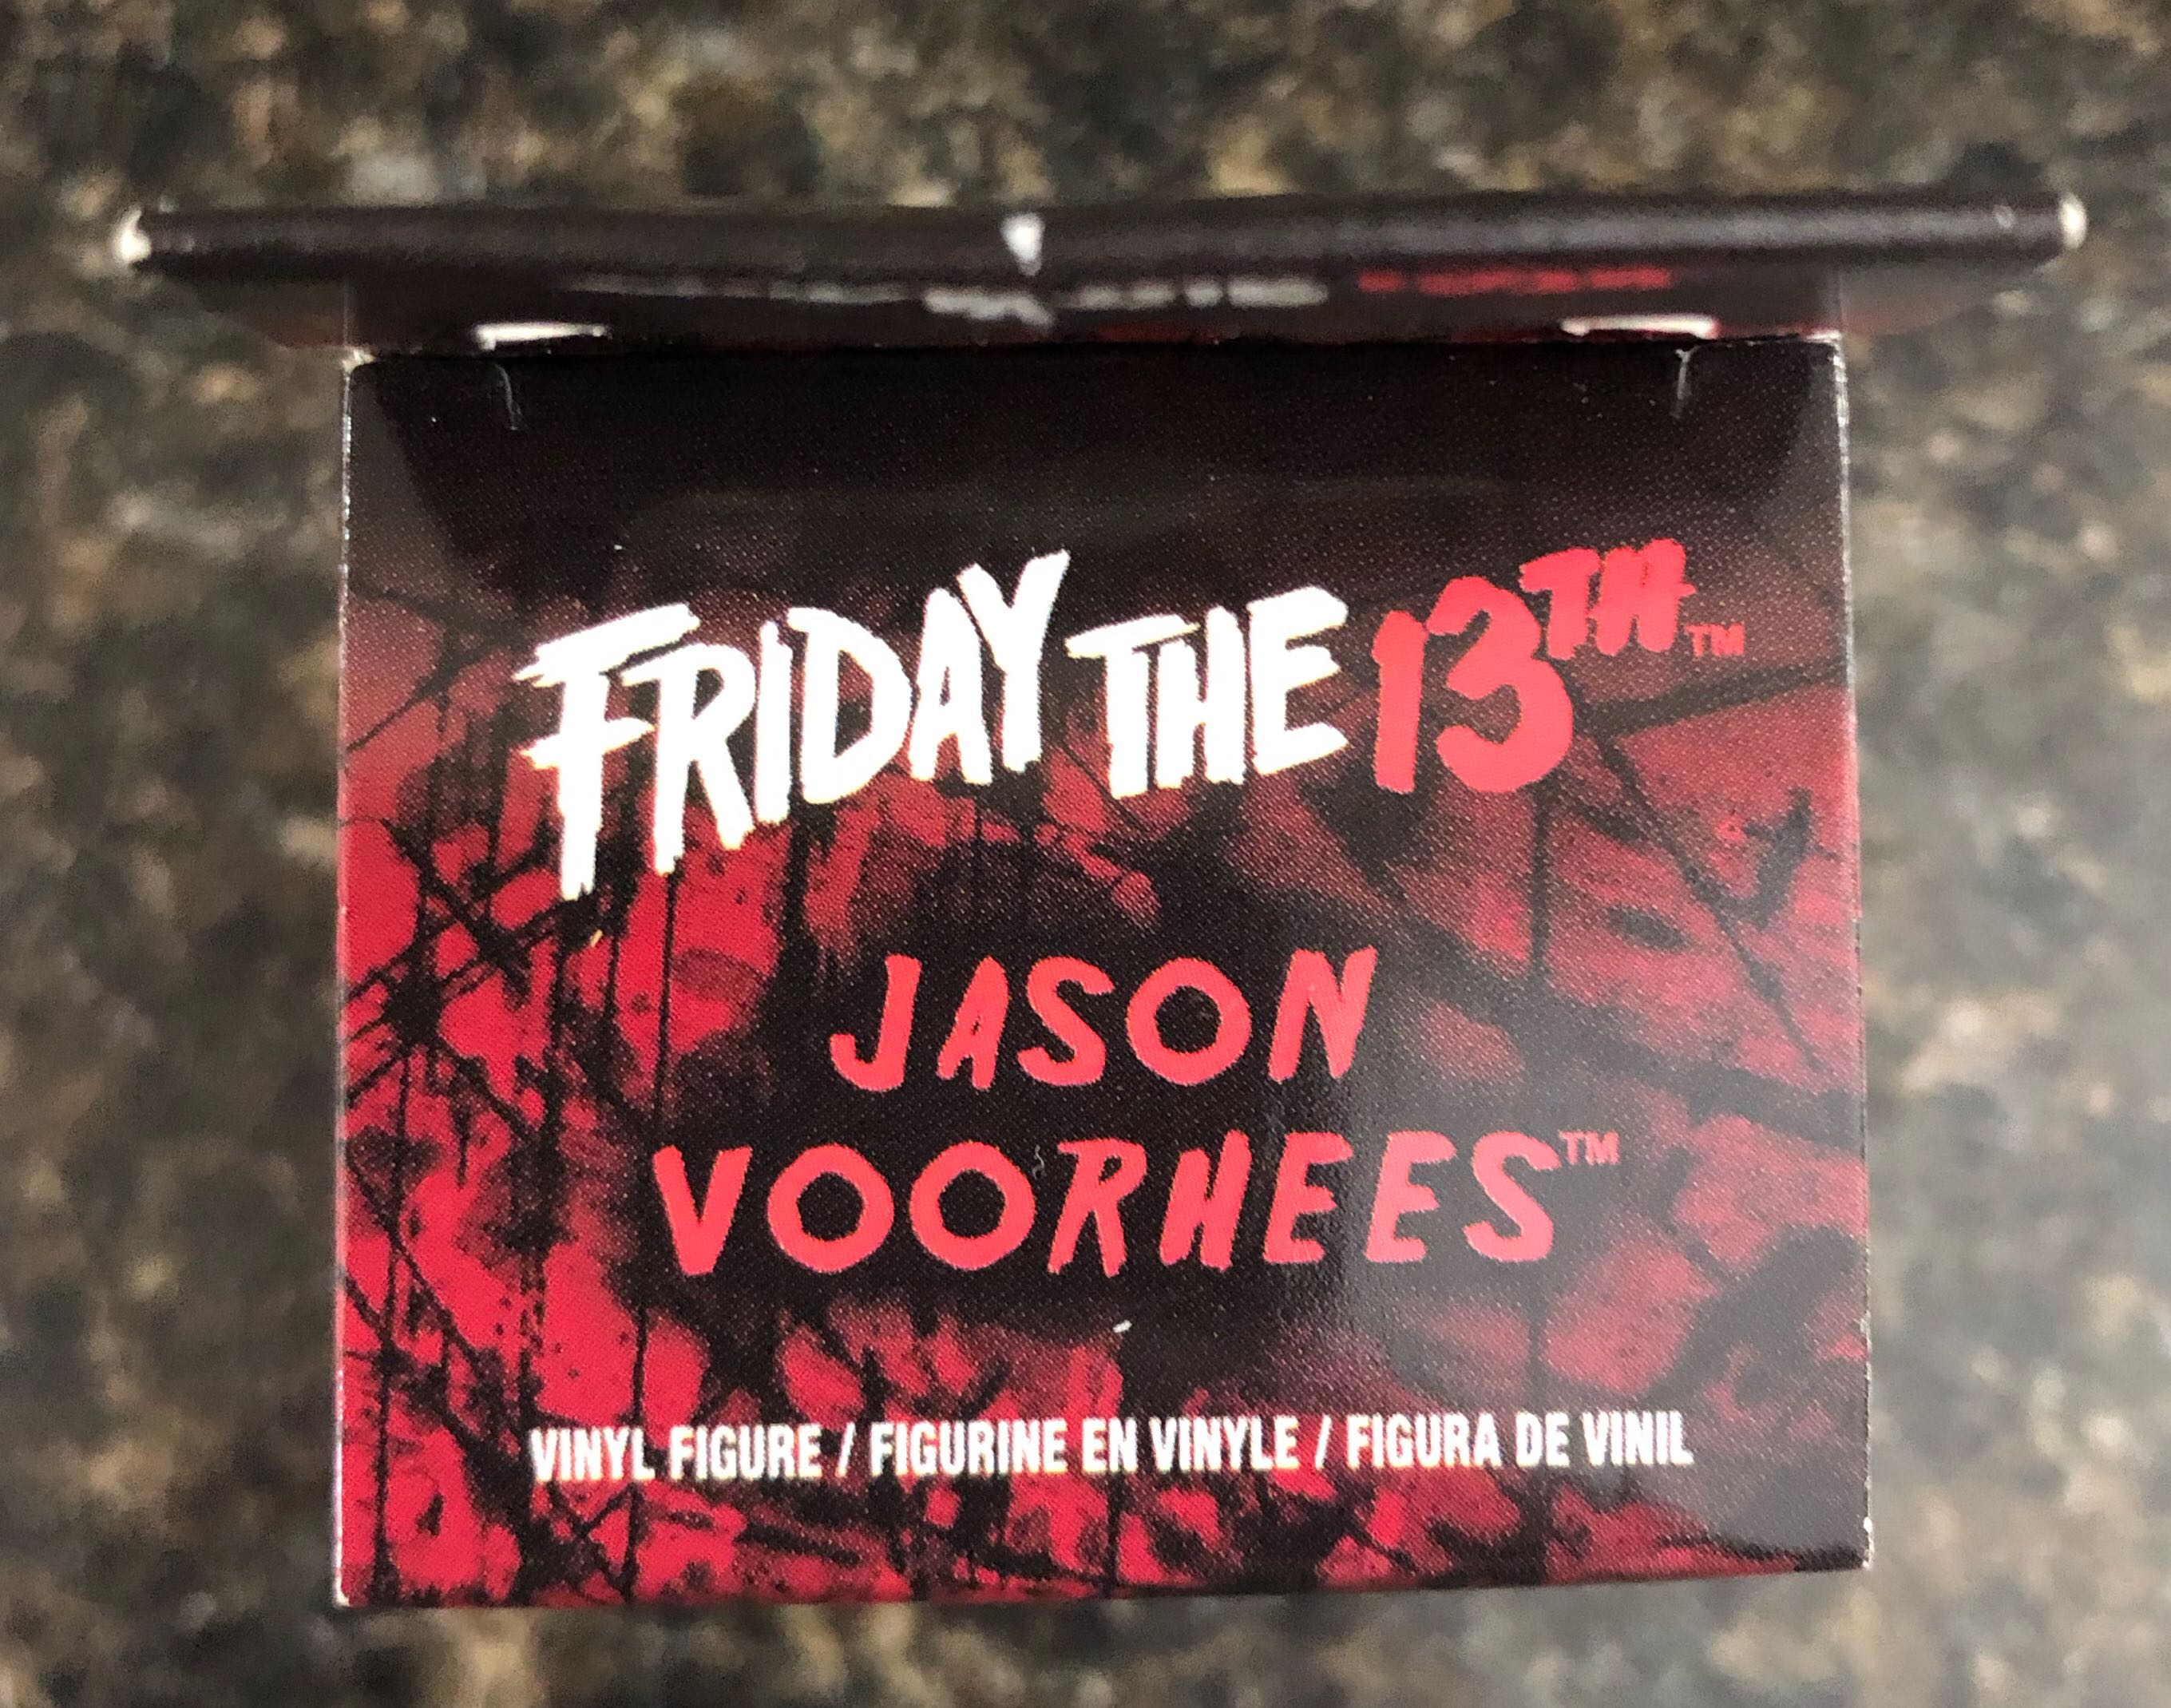 FRIDAY THE 13TH™
JASON
VOORHEES™
VINYL FIGURE / FIGURINE EN VINYLE / FIGURA DE VINIL